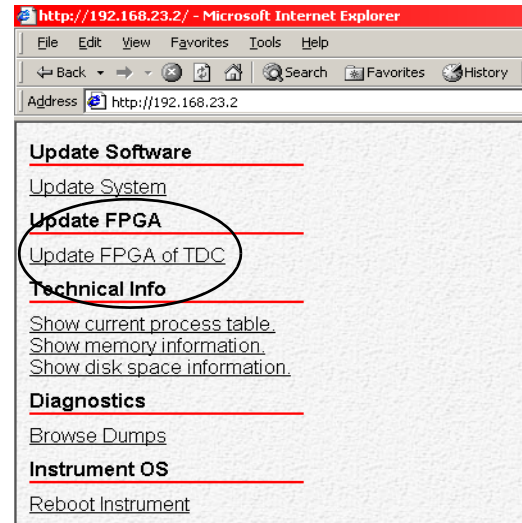 http://192.168.23.2/ - Microsoft Internet Explorer
File Edit View Favorites Tools Help
Back Search Favorites History
Address http://192.168.23.2
Update Software
Update System
Update FPGA
Update FPGA of TDC
Technical Info
Show current process table.
Show memory information.
Show disk space information.
Diagnostics
Browse Dumps
Instrument OS
Reboot Instrument